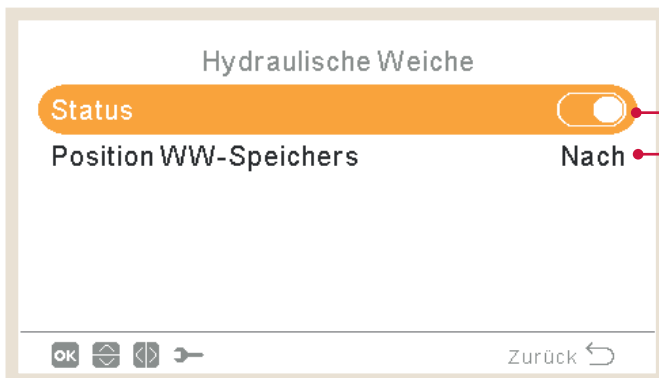 Hydraulische Weiche
Status
Position WW-Speichers Nach
OK Zurück